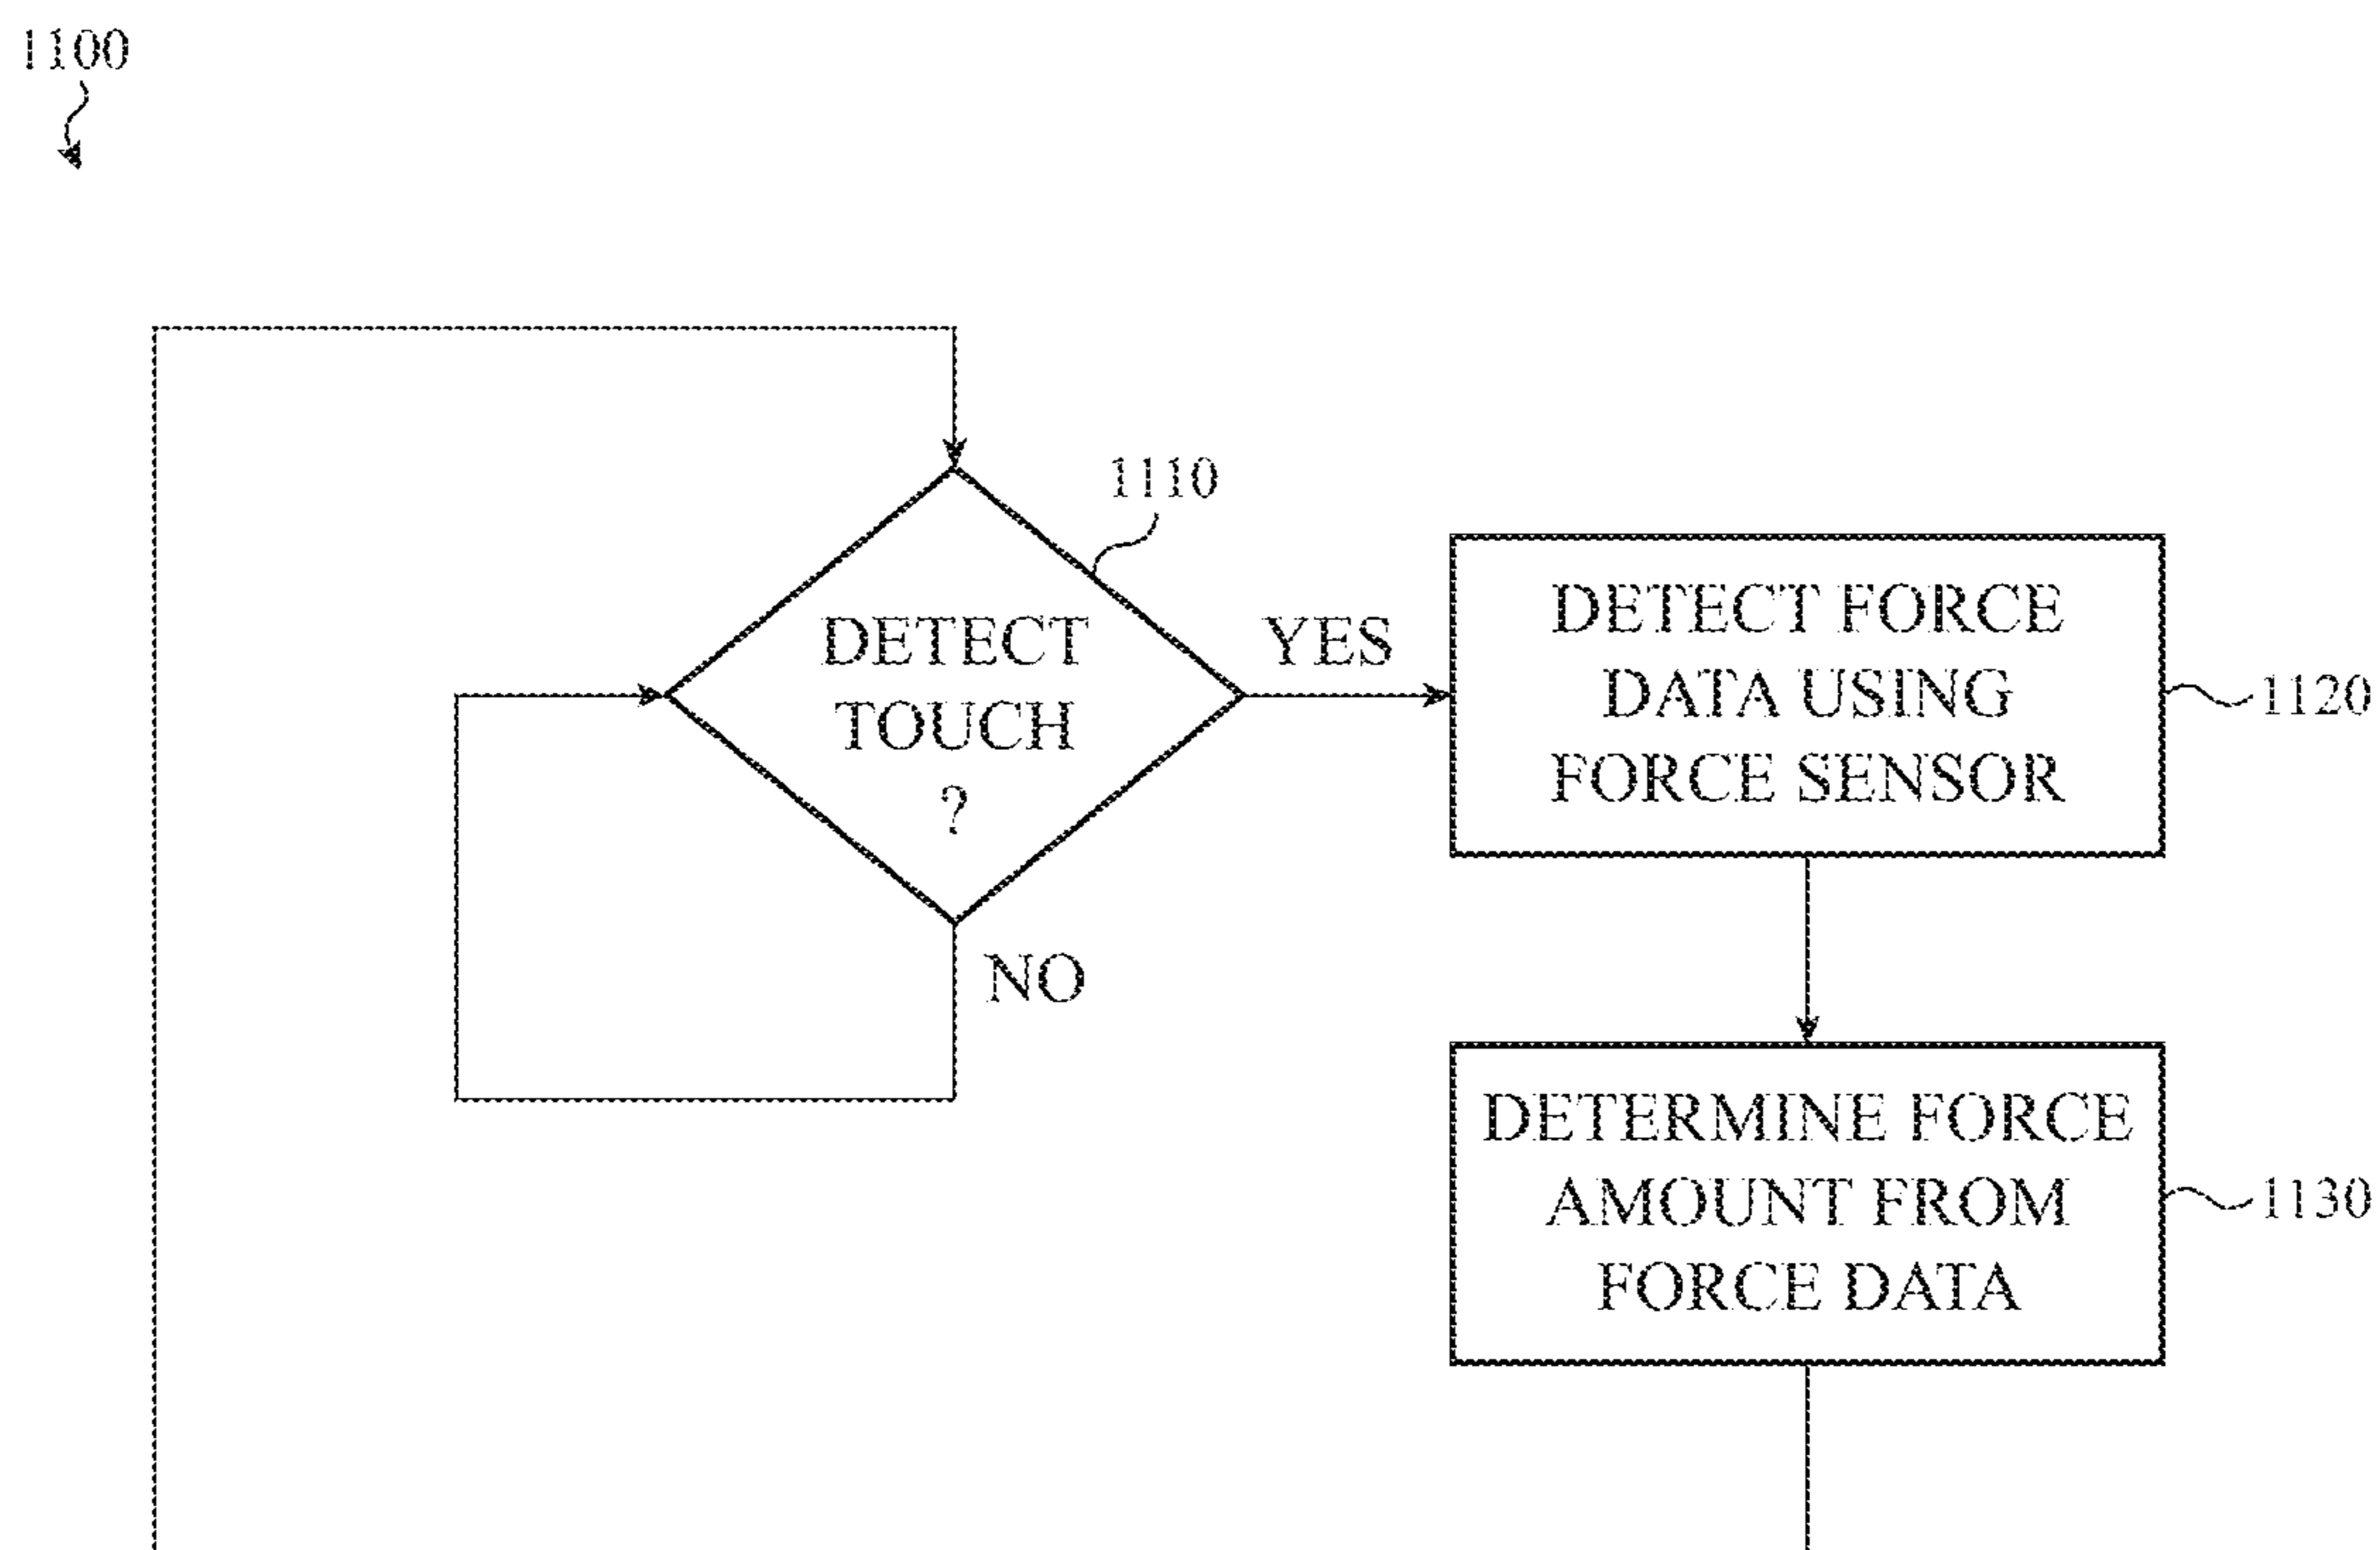 1100
1110
DETECT
TOUCH
?
YES
NO
DETECT FORCE
DATA USING
FORCE SENSOR
1120
DETERMINE FORCE
AMOUNT FROM
FORCE DATA
1130